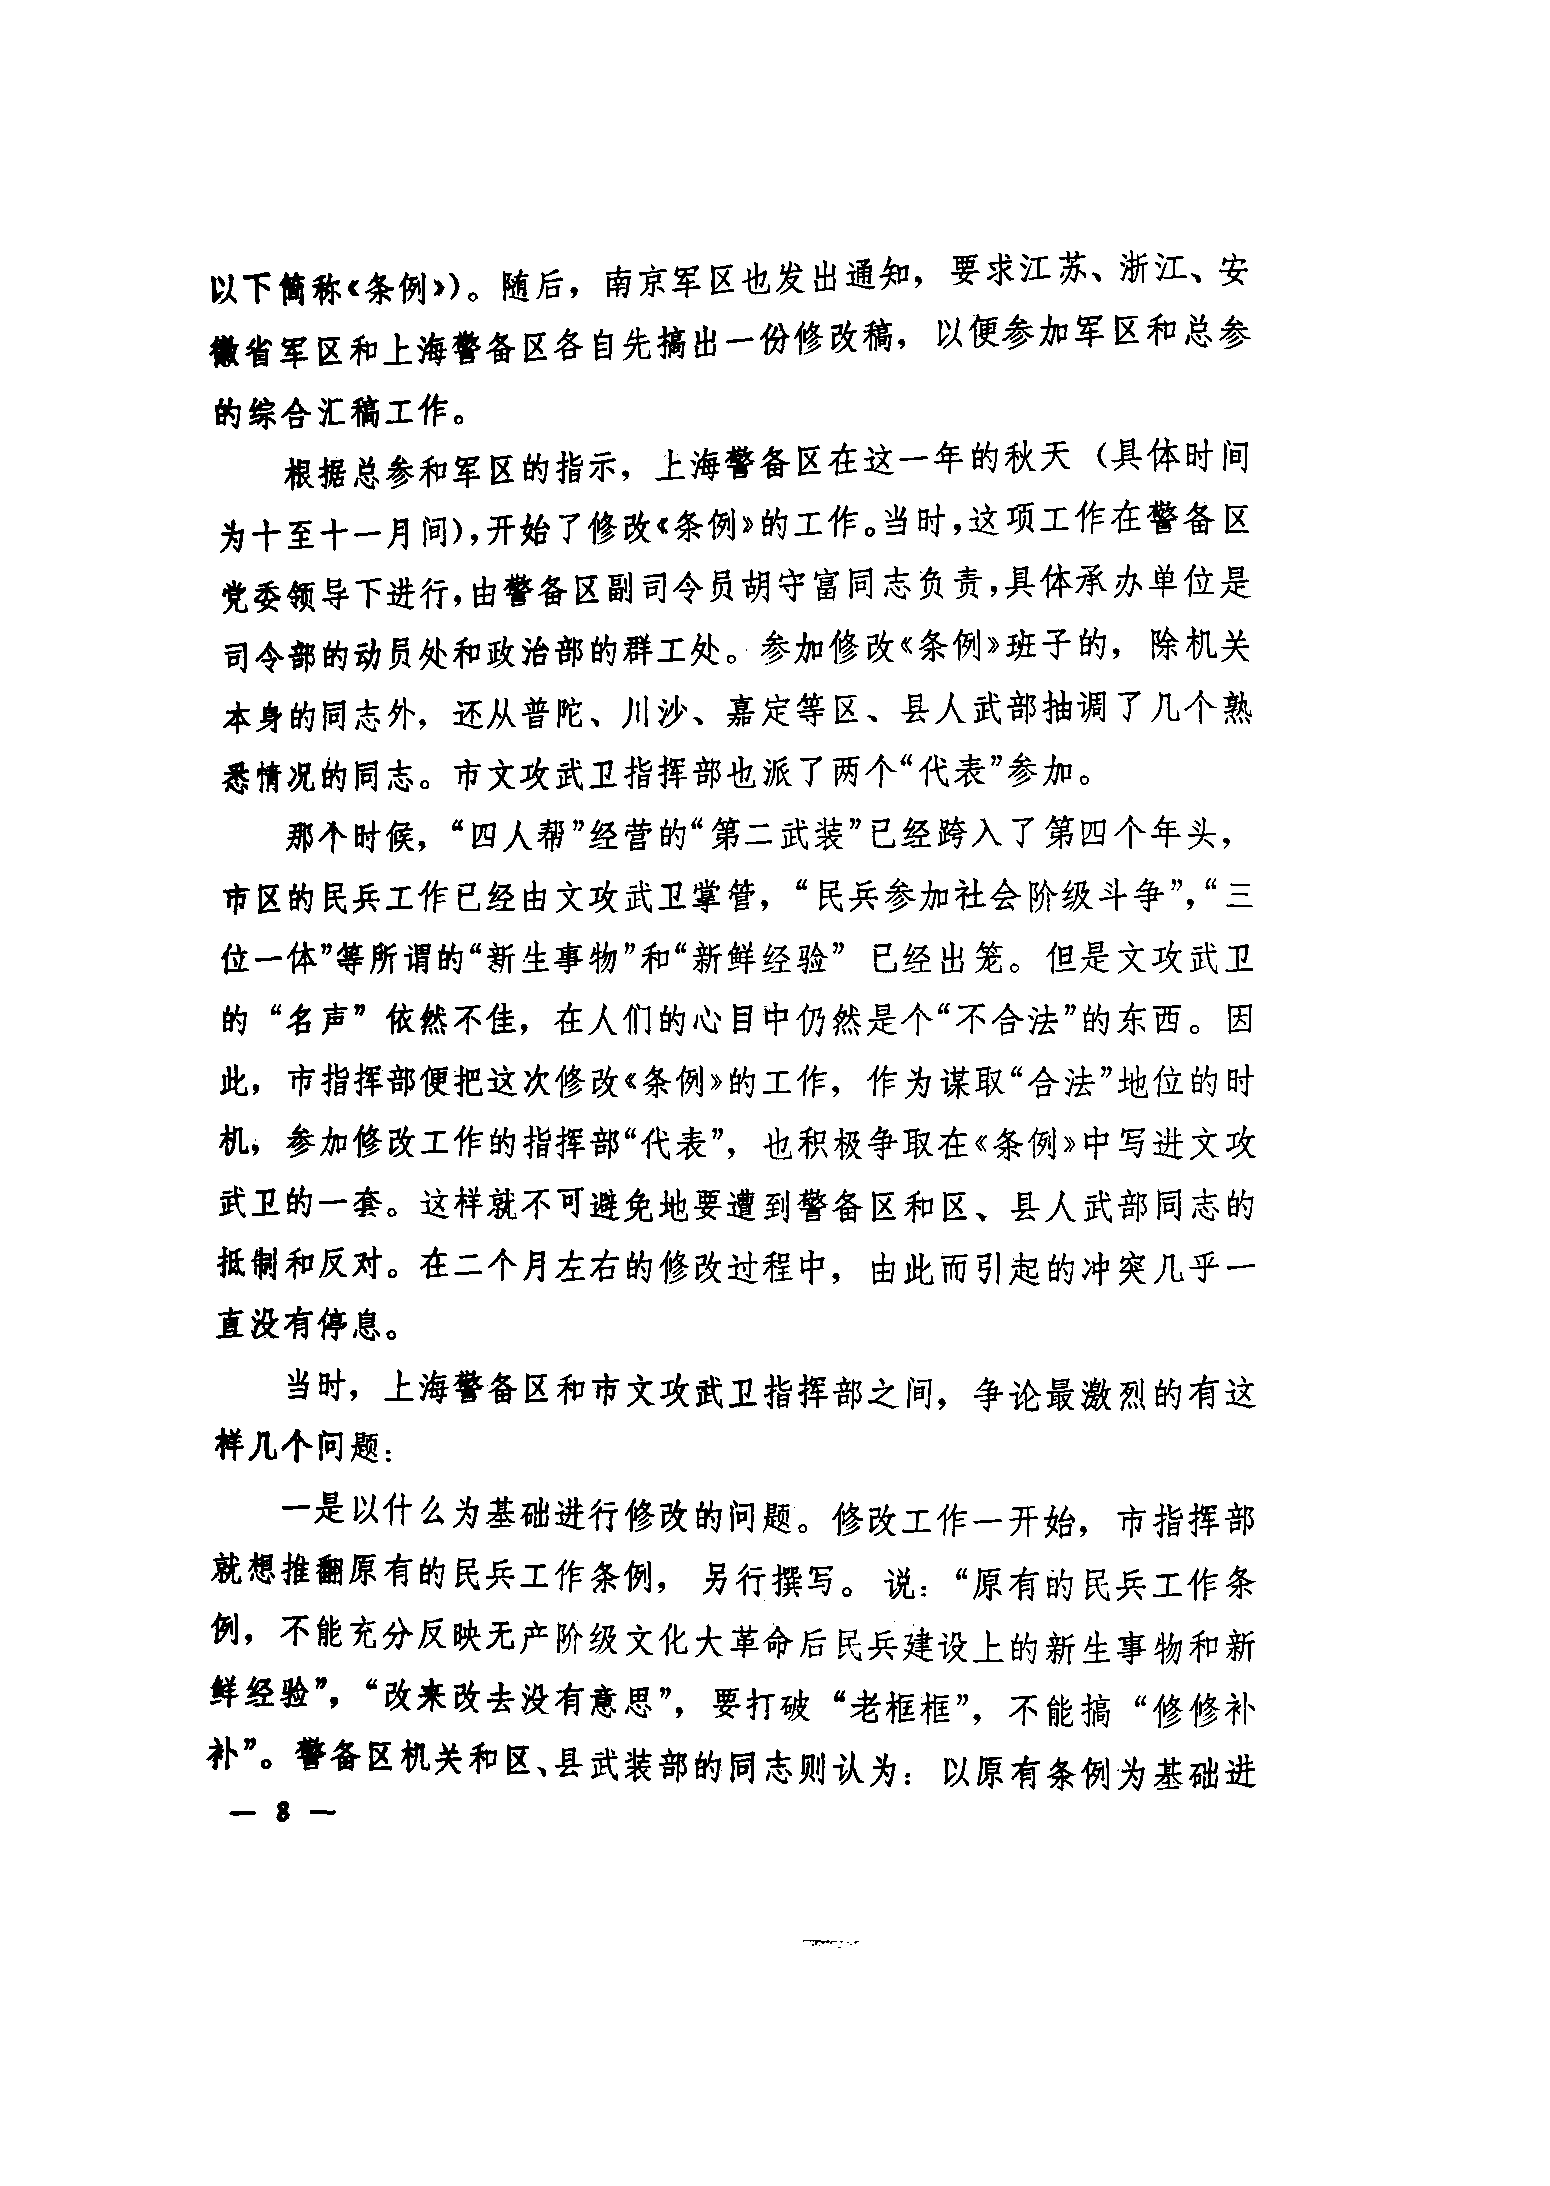 以下简称《条例》)。随后，南京军区也发出通知，要求江苏、浙江、安
徽省军区和上海警备区各自先搞出一份修改稿，以便参加军区和总参
的综合汇稿工作。
根据总参和军区的指示，上海警备区在这一年的秋天（具体时间
为十至十一月间），开始了修改《条例》的工作。当时，这项工作在警备区
党委领导下进行，由警备区副司令员胡守富同志负责，具体承办单位是
司令部的动员处和政治部的群工处。参加修改《条例》班子的，除机关
本身的同志外，还从普陀、川沙、嘉定等区、县人武部抽调了几个熟
悉情况的同志。市文攻武卫指挥部也派了两个“代表”参加。
那个时候，“四人帮”经营的“第二武装”已经跨入了第四个年头，
市区的民兵工作已经由文攻武卫掌管，“民兵参加社会阶级斗争”，“三
位一体”等所谓的“新生事物”和“新鲜经验” 已经出笼。但是文攻武卫
的“名声”依然不佳，在人们的心目中仍然是个“不合法”的东西。因
此，市指挥部便把这次修改《条例》的工作，作为谋取“合法”地位的时
机，参加修改工作的指挥部“代表”，也积极争取在《条例》中写进文攻
武卫的一套。这样就不可避免地要遭到警备区和区、县人武部同志的
抵制和反对。在二个月左右的修改过程中，由此而引起的冲突几乎一
直没有停息。
当时，上海警备区和市文攻武卫指挥部之间，争论最激烈的有这
样几个问题：
一是以什么为基础进行修改的问题。修改工作一开始，市指挥部
就想推翻原有的民兵工作条例，另行撰写。说：“原有的民兵工作条
例，不能充分反映无产阶级文化大革命后民兵建设上的新生事物和新
鲜经验”，“改来改去没有意思”，要打破“老框框”，不能搞“修修补
补”。警备区机关和区、县武装部的同志则认为：以原有条例为基础进
— 8 —